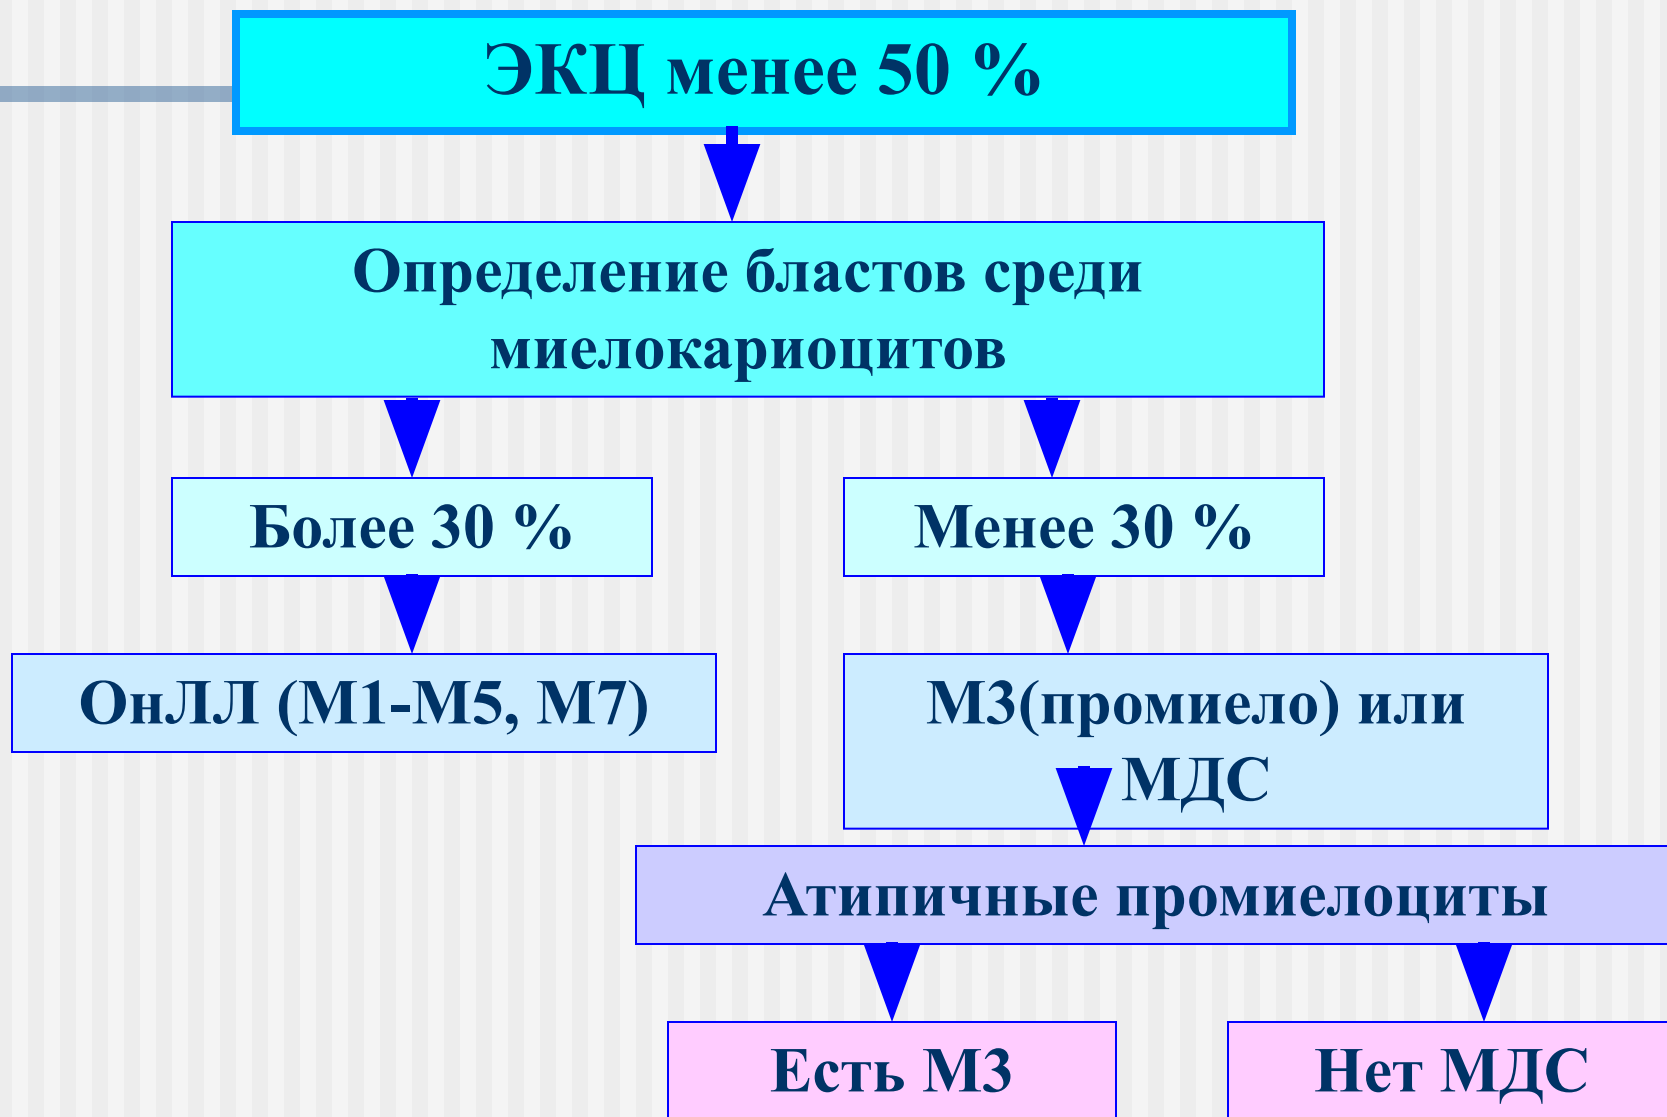 ЭКЦ менее 50 %
Определение бластов среди
миелокариоцитов
Более 30 %
Менее 30 %
ОнЛЛ (М1-М5, М7)
М3(промиело) или
МДС
Атипичные промиелоциты
Есть М3
Нет МДС